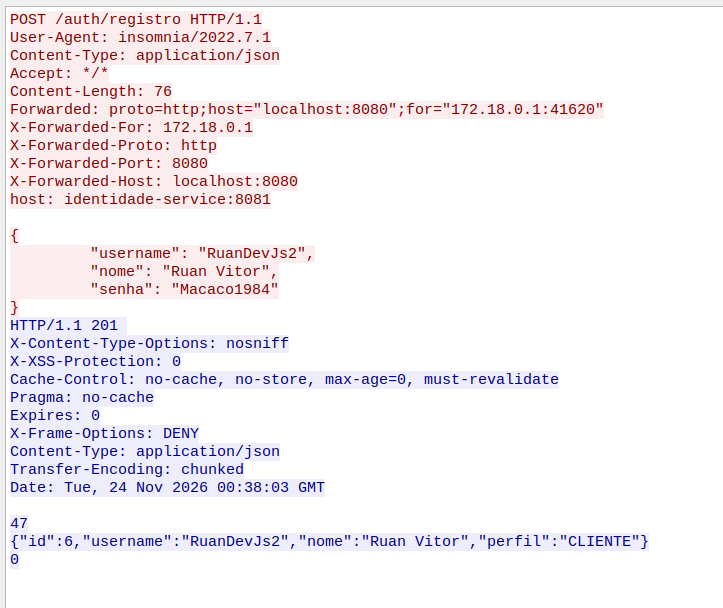 POST /auth/registro HTTP/1.1
User-Agent: insomnia/2022.7.1
Content-Type: application/json
Accept: */*
Content-Length: 76
Forwarded: proto=http;host="localhost:8080";for="172.18.0.1:41620"
X-Forwarded-For: 172.18.0.1
X-Forwarded-Proto: http
X-Forwarded-Port: 8080
X-Forwarded-Host: localhost:8080
host: identidade-service:8081

{
	"username": "RuanDevJs2",
	"nome": "Ruan Vitor",
	"senha": "Macaco1984"
}
HTTP/1.1 201
X-Content-Type-Options: nosniff
X-XSS-Protection: 0
Cache-Control: no-cache, no-store, max-age=0, must-revalidate
Pragma: no-cache
Expires: 0
X-Frame-Options: DENY
Content-Type: application/json
Transfer-Encoding: chunked
Date: Tue, 24 Nov 2026 00:38:03 GMT

47
{"id":6,"username":"RuanDevJs2","nome":"Ruan Vitor","perfil":"CLIENTE"}
0